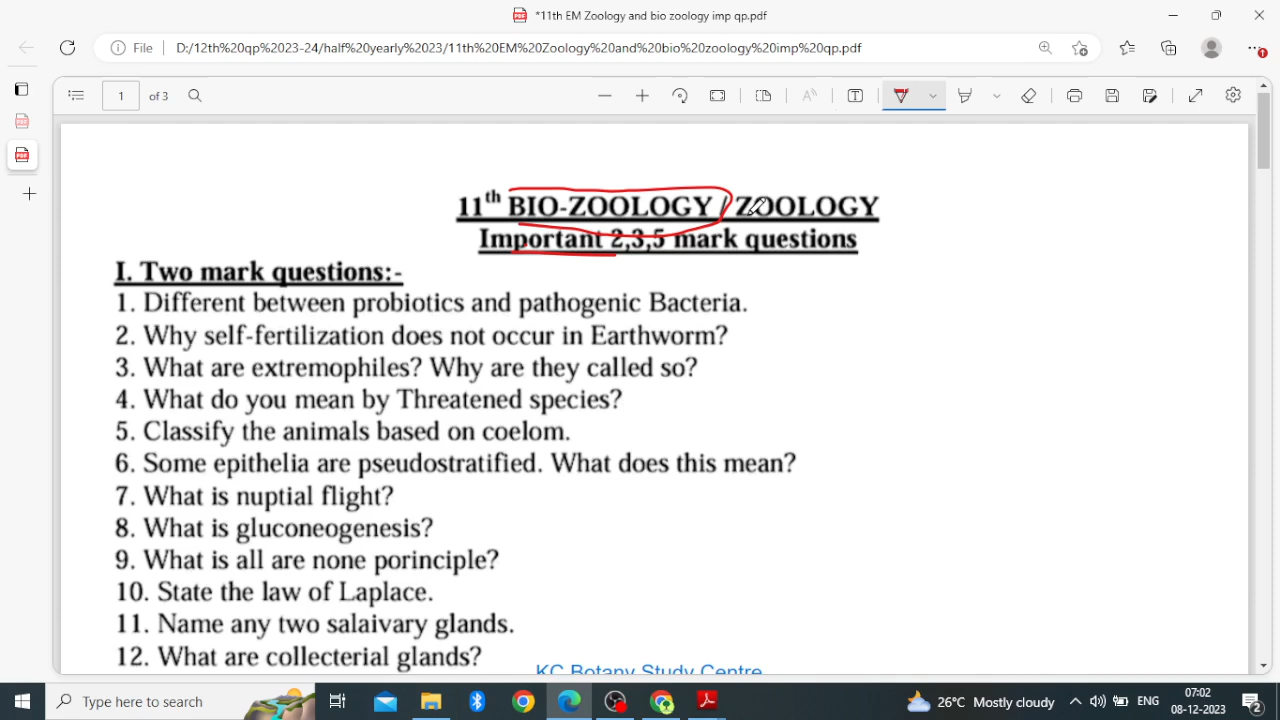 *11th EM Zoology and bio zoology imp qp.pdf
File
D:/12th%20qp%202023-24/half%20yearly%202023/11th%20EM%20Zoology%20and%20bio%20zoology%20imp%20qp.pdf
1 of 3
11th BIO-ZOOLOGY / ZOOLOGY
Important 2,3,5 mark questions
I. Two mark questions:-
1. Different between probiotics and pathogenic Bacteria.
2. Why self-fertilization does not occur in Earthworm?
3. What are extremophiles? Why are they called so?
4. What do you mean by Threatened species?
5. Classify the animals based on coelom.
6. Some epithelia are pseudostratified. What does this mean?
7. What is nuptial flight?
8. What is gluconeogenesis?
9. What is all are none porinciple?
10. State the law of Laplace.
11. Name any two salaivary glands.
12. What are collecterial glands?
KC Botany Study Centre
Type here to search
26°C Mostly cloudy
ENG
07:02
08-12-2023
2